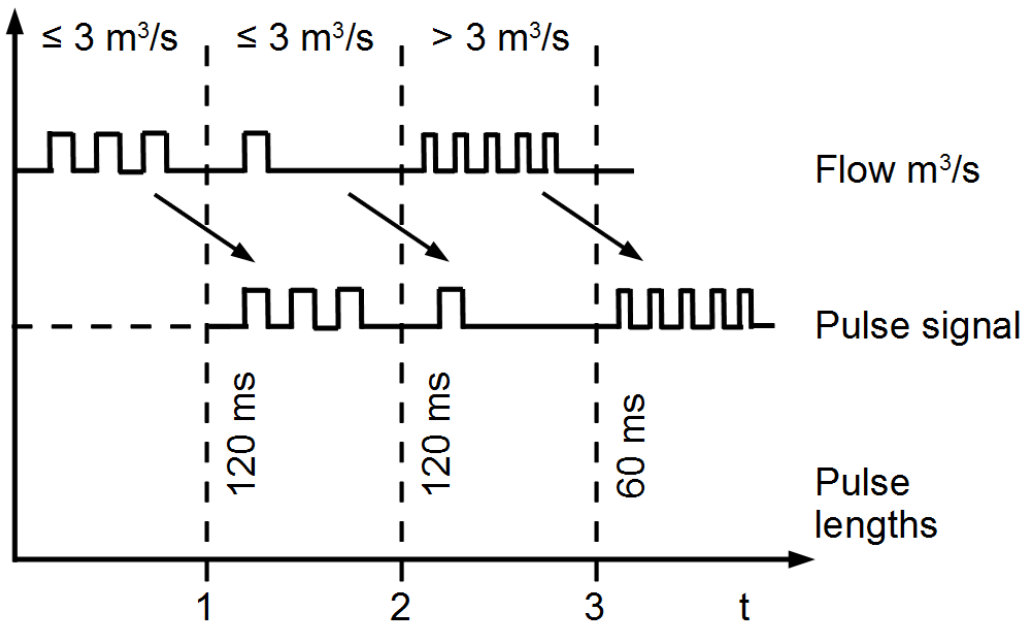 ≤ 3 m³/s ≤ 3 m³/s > 3 m³/s
Flow m³/s
Pulse signal
120 ms 120 ms 60 ms
Pulse
lengths
1 2 3 t